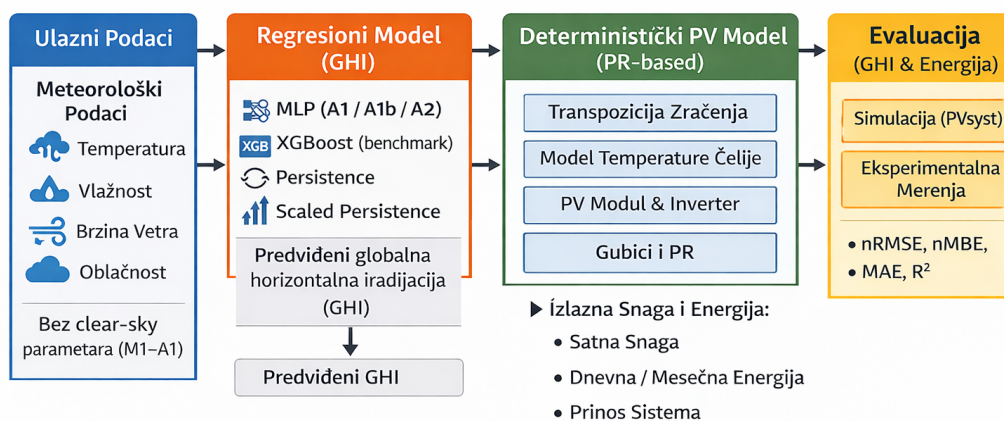 Ulazni Podaci
Meteorološki
Podaci
Temperatura
Vlažnost
Brzina Vetra
Oblačnost
Bez clear-sky
parametara (M1–A1)
Regresioni Model
(GHI)
MLP (A1 / A1b / A2)
XGB XGBoost (benchmark)
Persistence
Scaled Persistence
Predviđeni globalna
horizontalna iradijacija
(GHI)
Predviđeni GHI
Deterministički PV Model
(PR-based)
Transpozicija Zračenja
Model Temperature Čelije
PV Modul & Inverter
Gubici i PR
▶ Ízlazna Snaga i Energija:
• Satna Snaga
• Dnevna / Mesečna Energija
• Prinos Sistema
Evaluacija
(GHI & Energija)
Simulacija (PVsyst)
Eksperimentalna
Merenja
• nRMSE, nMBE,
• MAE, R²